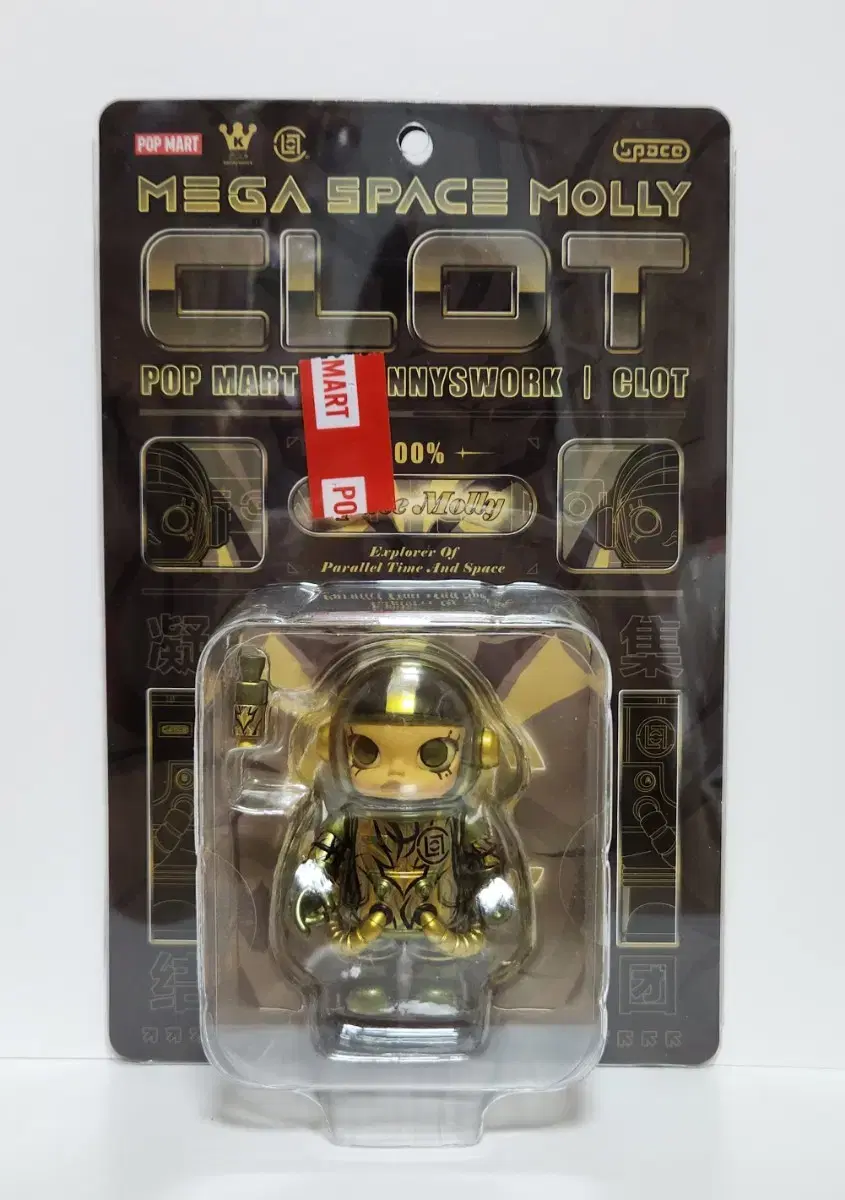 POP MART
Space
MEGA SPACE MOLLY
CLOT
POP MART NNYSWORK | CLOT
MART
PO
00%
Molly
Explorer Of
Parallel Time And Space
凝 集
结 团